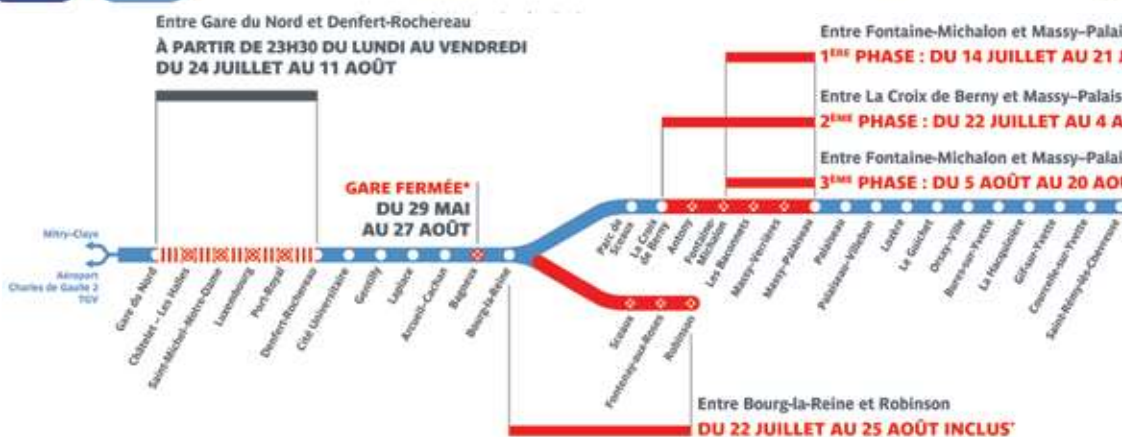 Entre Gare du Nord et Denfert-Rochereau
À PARTIR DE 23H30 DU LUNDI AU VENDREDI
DU 24 JUILLET AU 11 AOÛT
Entre Fontaine-Michalon et Massy–Palai
1ÈRE PHASE : DU 14 JUILLET AU 21 J
Entre La Croix de Berny et Massy–Palais
2ÈME PHASE : DU 22 JUILLET AU 4 A
Entre Fontaine-Michalon et Massy–Palai
3ÈME PHASE : DU 5 AOÛT AU 20 AOÛ
GARE FERMÉE*
DU 29 MAI
AU 27 AOÛT
Mitry–Claye
Aéroport
Charles de Gaulle 2
TGV
Gare du Nord
Châtelet – Les Halles
Saint-Michel–Notre-Dame
Luxembourg
Port-Royal
Denfert-Rochereau
Cité Universitaire
Gentilly
Laplace
Arcueil–Cachan
Bagneux
Bourg-la-Reine
Parc de
Sceaux
La Croix
de Berny
Antony
Fontaine-
Michalon
Les Baconnets
Massy–Verrières
Massy–Palaiseau
Palaiseau
Palaiseau–Villebon
Lozère
Le Guichet
Orsay–Ville
Bures-sur-Yvette
La Hacquinière
Gif-sur-Yvette
Courcelle-sur-Yvette
Saint-Rémy-lès-Chevreuse
Sceaux
Fontenay-aux-Roses
Robinson
Entre Bourg-la-Reine et Robinson
DU 22 JUILLET AU 25 AOÛT INCLUS*